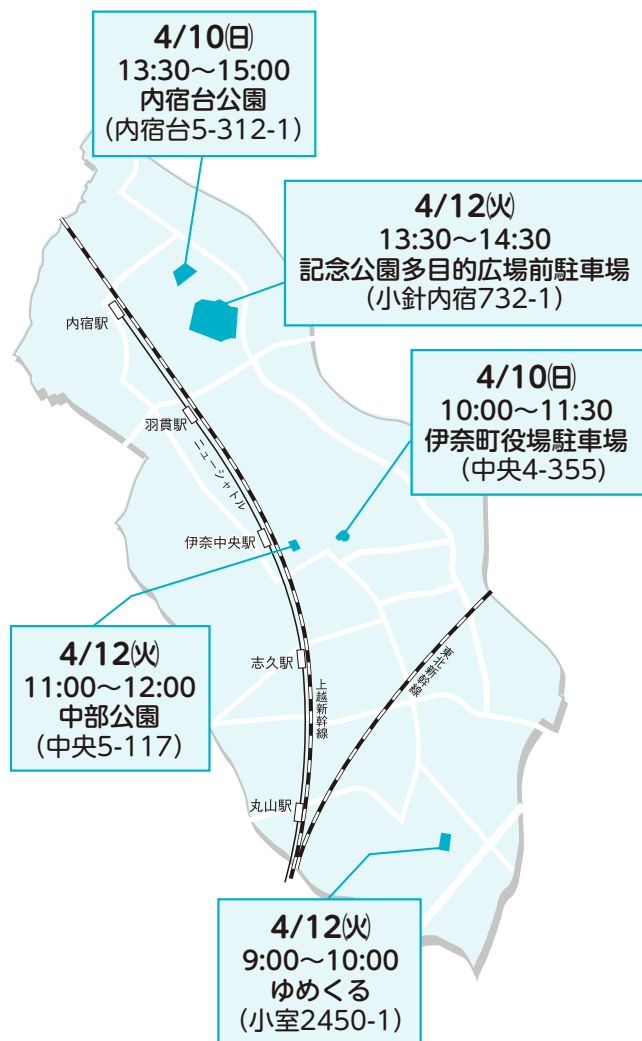 4/10㈰
13:30～15:00
内宿台公園
(内宿台5-312-1)
4/12㈫
13:30～14:30
記念公園多目的広場前駐車場
(小針内宿732-1)
4/10㈰
10:00～11:30
伊奈町役場駐車場
(中央4-355)
内宿駅
羽貫駅
ニューシャトル
伊奈中央駅
4/12㈫
11:00～12:00
中部公園
(中央5-117)
志久駅
上越新幹線
東北新幹線
丸山駅
4/12㈫
9:00～10:00
ゆめくる
(小室2450-1)